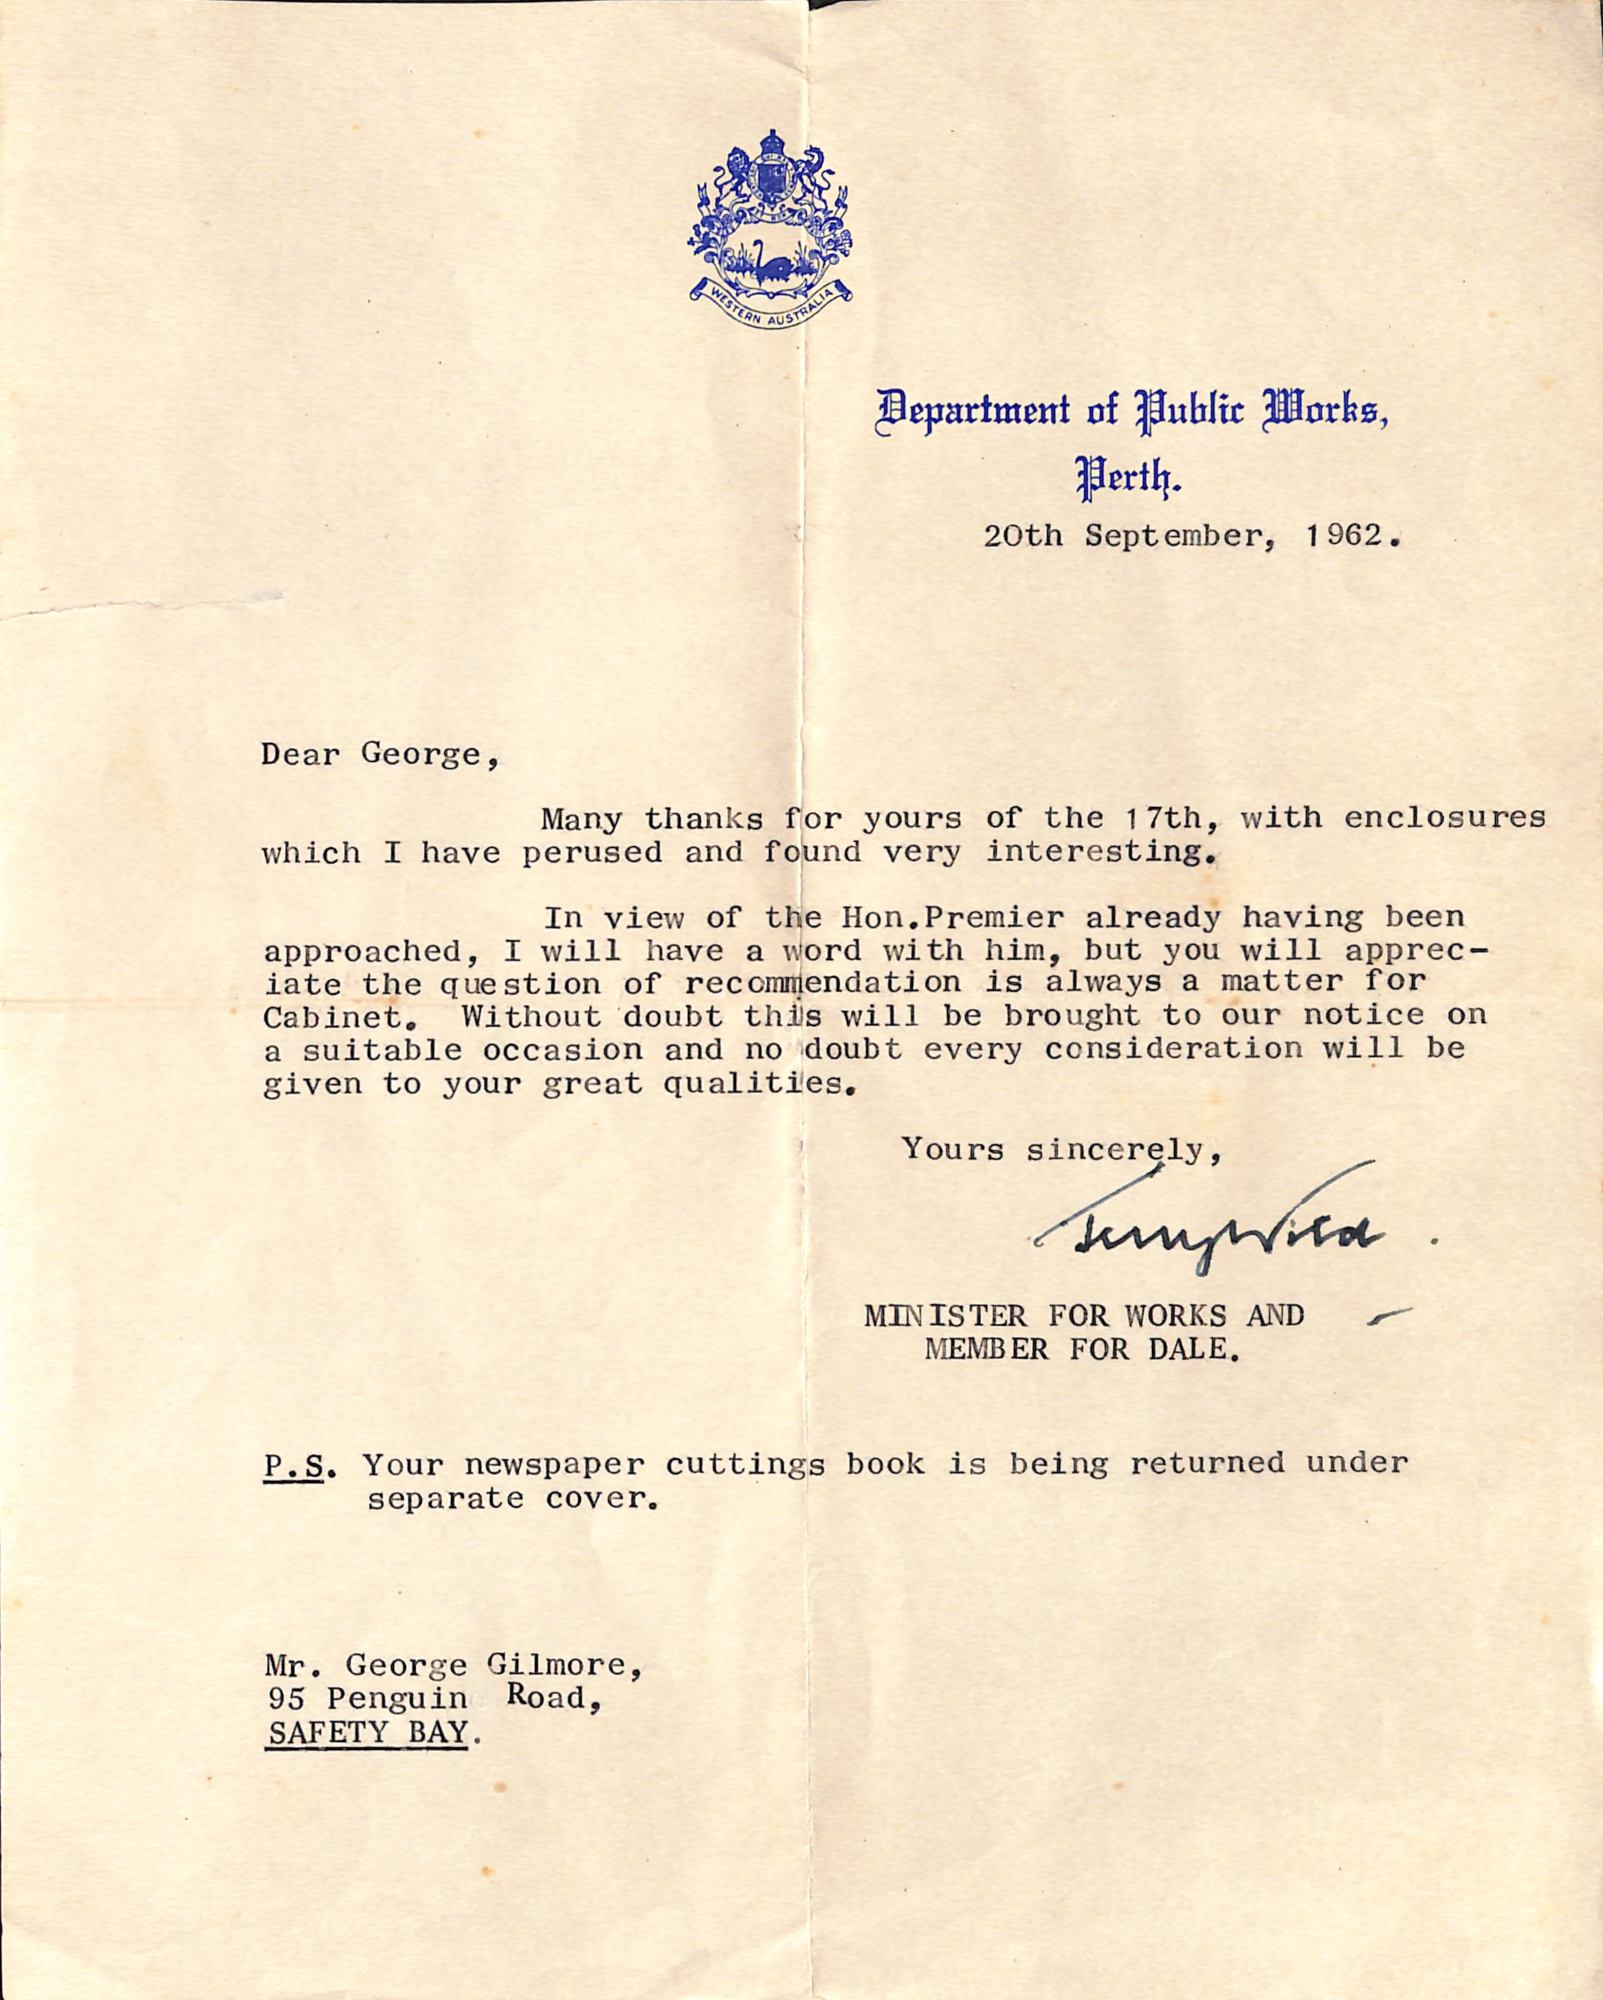 WESTERN AUSTRALIA
Department of Public Works,
Perth.
20th September, 1962.
Dear George,
Many thanks for yours of the 17th, with enclosures
which I have perused and found very interesting.
In view of the Hon.Premier already having been
approached, I will have a word with him, but you will apprec-
iate the question of recommendation is always a matter for
Cabinet. Without doubt this will be brought to our notice on
a suitable occasion and no doubt every consideration will be
given to your great qualities.
Yours sincerely,
Wild
MINISTER FOR WORKS AND
MEMBER FOR DALE.
P.S. Your newspaper cuttings book is being returned under
separate cover.
Mr. George Gilmore,
95 Penguin Road,
SAFETY BAY.